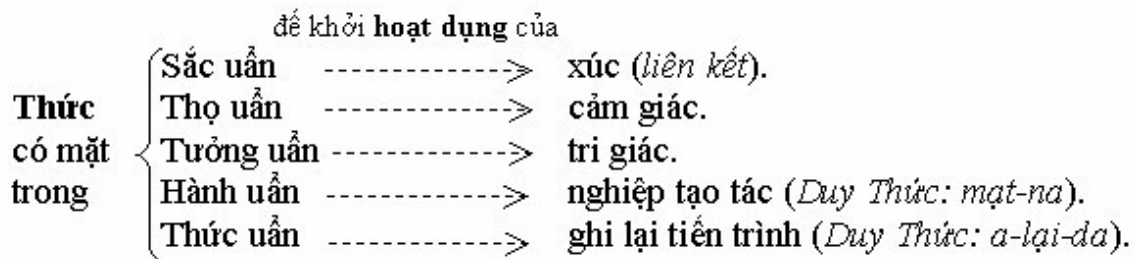 để khởi hoạt dụng của
Sắc uẩn -------------> xúc (liên kết).
Thức Thọ uẩn -------------> cảm giác.
có mặt Tưởng uẩn -------------> tri giác.
trong Hành uẩn -------------> nghiệp tạo tác (Duy Thức: mạt-na).
Thức uẩn -------------> ghi lại tiến trình (Duy Thức: a-lại-da).